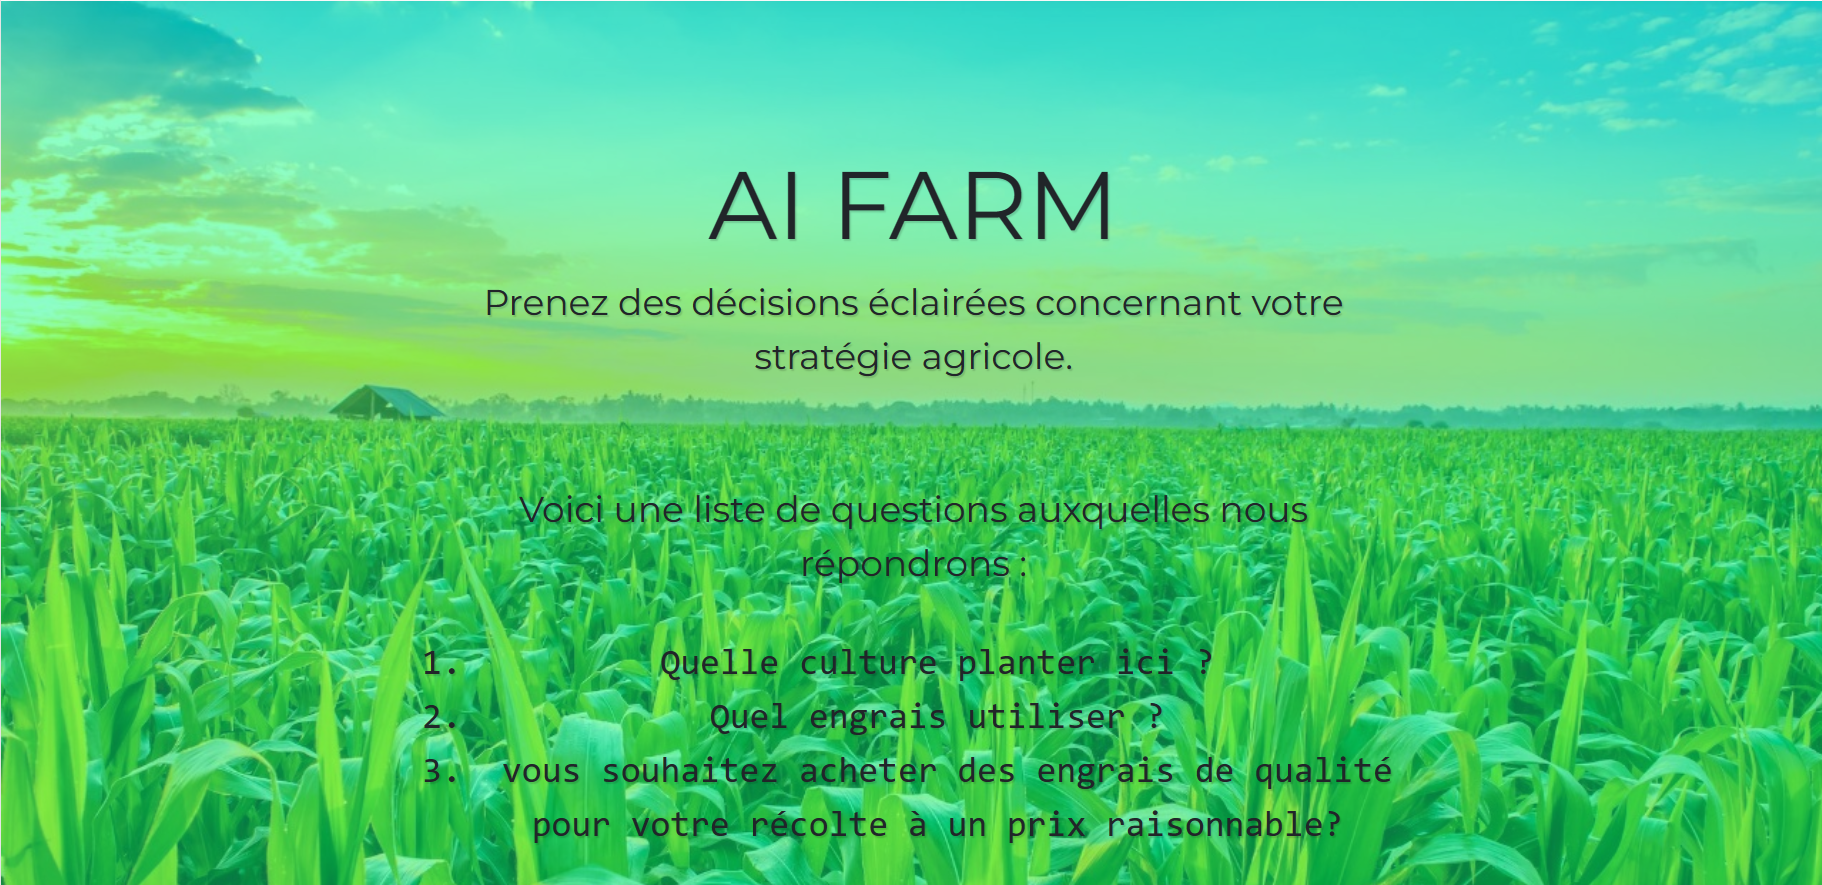 AI FARM
Prenez des décisions éclairées concernant votre
stratégie agricole.
Voici une liste de questions auxquelles nous
répondrons :
1. Quelle culture planter ici ?
2. Quel engrais utiliser ?
3. vous souhaitez acheter des engrais de qualité
pour votre récolte à un prix raisonnable?